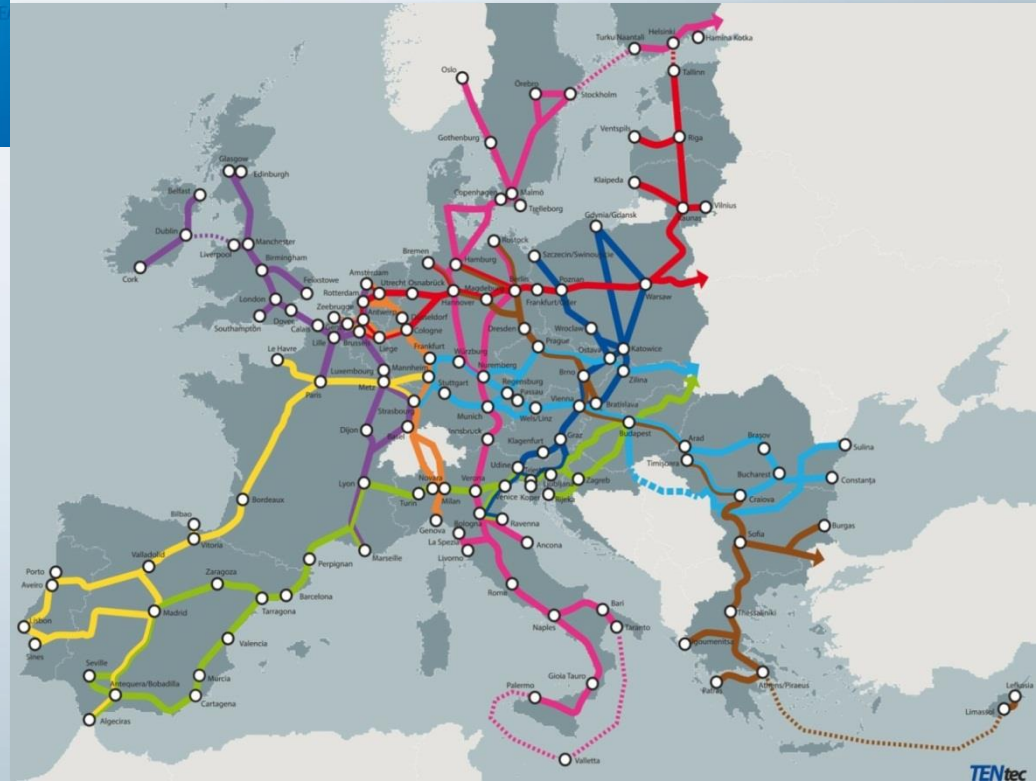 Oslo
Örebro
Stockholm
Turku Naantali
Helsinki
Hamina Kotka
Tallinn
Gothenburg
Ventspils
Riga
Glasgow
Edinburgh
Klaipeda
Belfast
Copenhagen
Malmö
Trelleborg
Vilnius
Kaunas
Gdynia/Gdansk
Dublin
Liverpool
Manchester
Rostock
Szczecin/Swinoujscie
Cork
Birmingham
Bremen
Hamburg
Amsterdam
Felixstowe
Rotterdam
Utrecht
Osnabrück
Magdeburg
Berlin
Poznan
Hannover
Frankfurt/Oder
Warsaw
London
Zeebrugge
Antwerp
Düsseldorf
Southampton
Dover
Calais
Cologne
Dresden
Wroclaw
Lille
Brussels
Liege
Prague
Katowice
Le Havre
Frankfurt
Würzburg
Ostava
Luxembourg
Mannheim
Nuremberg
Brno
Zilina
Paris
Metz
Stuttgart
Regensburg
Passau
Strasbourg
Munich
Wels/Linz
Vienna
Bratislava
Dijon
Basel
Innsbruck
Klagenfurt
Graz
Budapest
Arad
Braşov
Sulina
Udine
Timişoara
Lyon
Novara
Verona
Trieste
Ljubljana
Zagreb
Bucharest
Constanţa
Turin
Milan
Venice
Koper
Rijeka
Craiova
Bordeaux
Genova
Bologna
Ravenna
Bilbao
La Spezia
Burgas
Vitoria
Marseille
Livorno
Ancona
Sofia
Valladolid
Perpignan
Porto
Zaragoza
Aveiro
Barcelona
Rome
Madrid
Tarragona
Bari
Thessaloniki
Lisbon
Naples
Taranto
Sines
Valencia
Igoumenitsa
Seville
Murcia
Gioia Tauro
Antequera/Bobadilla
Palermo
Patras
Athens/Piraeus
Lefkosia
Cartagena
Limassol
Algeciras
Valletta
TENtec